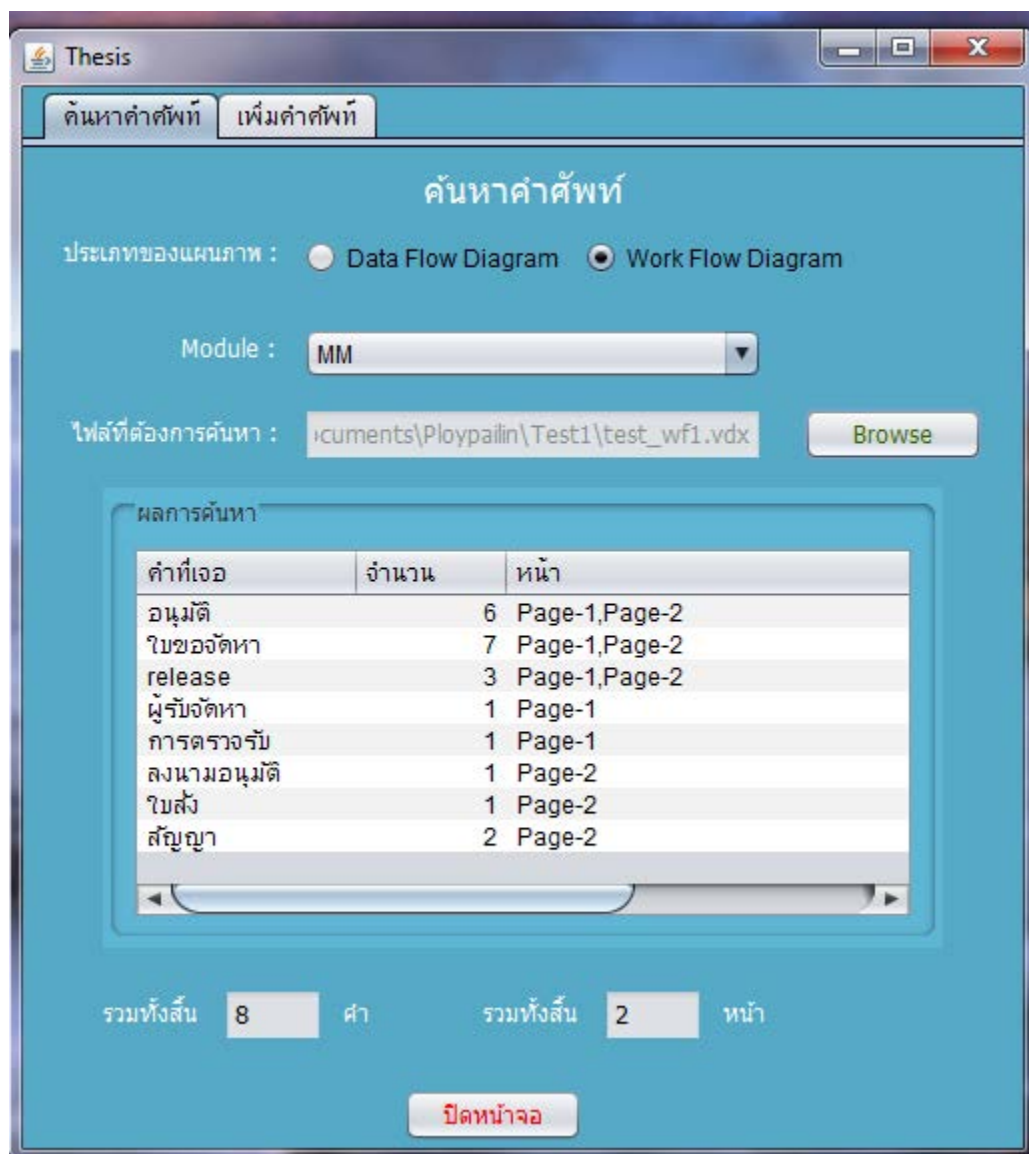 Thesis
ค้นหาคำศัพท์ เพิ่มคำศัพท์
ค้นหาคำศัพท์
ประเภทของแผนภาพ : Data Flow Diagram Work Flow Diagram
Module : MM
ไฟล์ที่ต้องการค้นหา : ocuments\Ploypailin\Test1\test_wf1.vdx Browse
ผลการค้นหา
คำที่เจอ จำนวน หน้า
อนุมัติ 6 Page-1,Page-2
ใบขอจัดหา 7 Page-1,Page-2
release 3 Page-1,Page-2
ผู้รับจัดหา 1 Page-1
การตรวจรับ 1 Page-1
ลงนามอนุมัติ 1 Page-2
ใบสั่ง 1 Page-2
สัญญา 2 Page-2
รวมทั้งสิ้น 8 คำ รวมทั้งสิ้น 2 หน้า
ปิดหน้าจอ